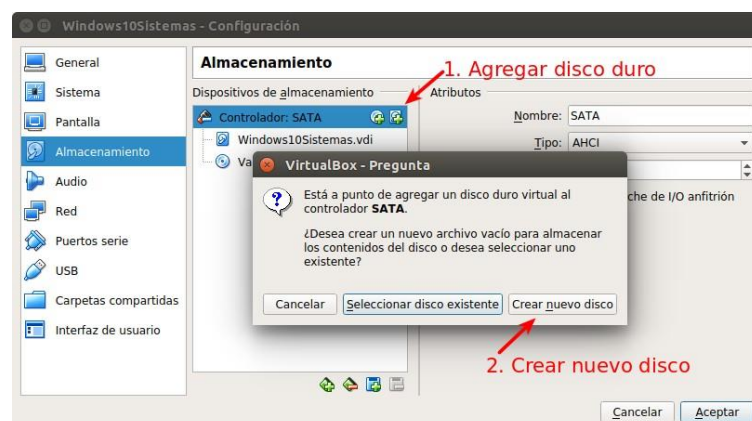 Windows10Sistemas - Configuración
General
Sistema
Pantalla
Almacenamiento
Audio
Red
Puertos serie
USB
Carpetas compartidas
Interfaz de usuario
Almacenamiento
1. Agregar disco duro
Dispositivos de almacenamiento
Controlador: SATA
Windows10Sistemas.vdi
Va
Atributos
Nombre: SATA
Tipo: AHCI
che de I/O anfitrión
VirtualBox - Pregunta
Está a punto de agregar un disco duro virtual al
controlador SATA.
¿Desea crear un nuevo archivo vacío para almacenar
los contenidos del disco o desea seleccionar uno
existente?
Cancelar
Seleccionar disco existente
Crear nuevo disco
2. Crear nuevo disco
Cancelar
Aceptar